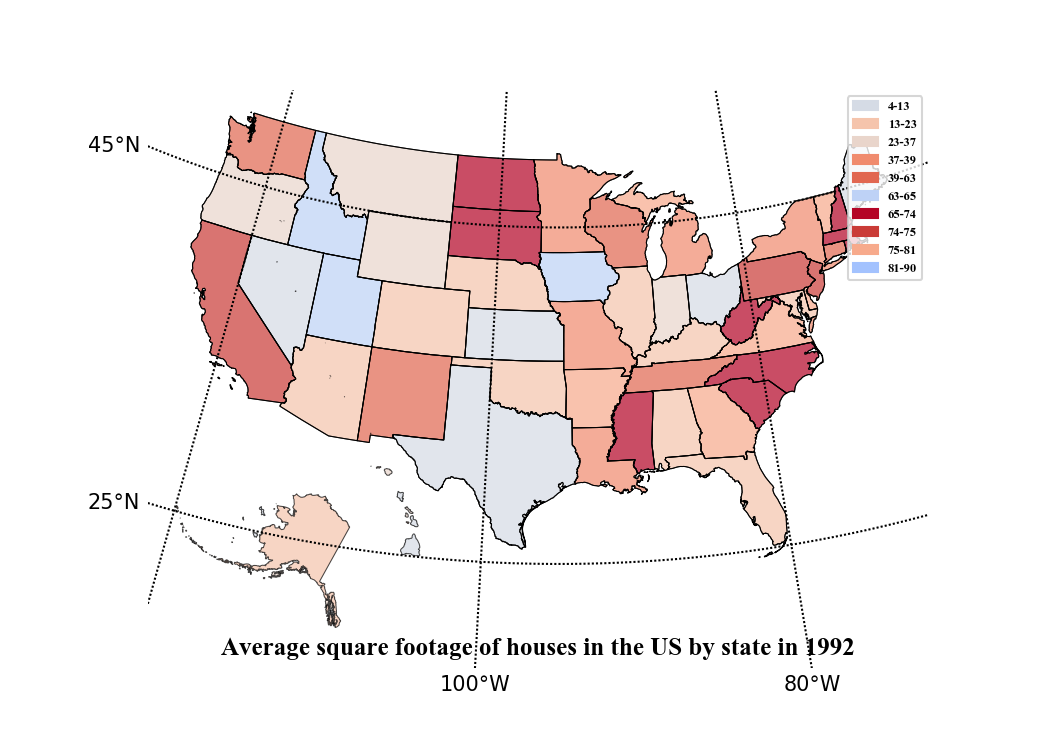 4-13
13-23
23-37
37-39
39-63
63-65
65-74
74-75
75-81
81-90
45°N
25°N
Average square footage of houses in the US by state in 1992
100°W
80°W